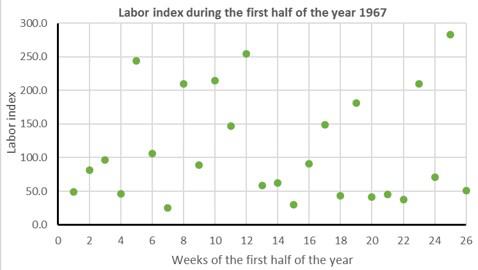 Labor index during the first half of the year 1967
300.0
250.0
200.0
150.0
100.0
50.0
0.0
Labor index
0 2 4 6 8 10 12 14 16 18 20 22 24 26
Weeks of the first half of the year